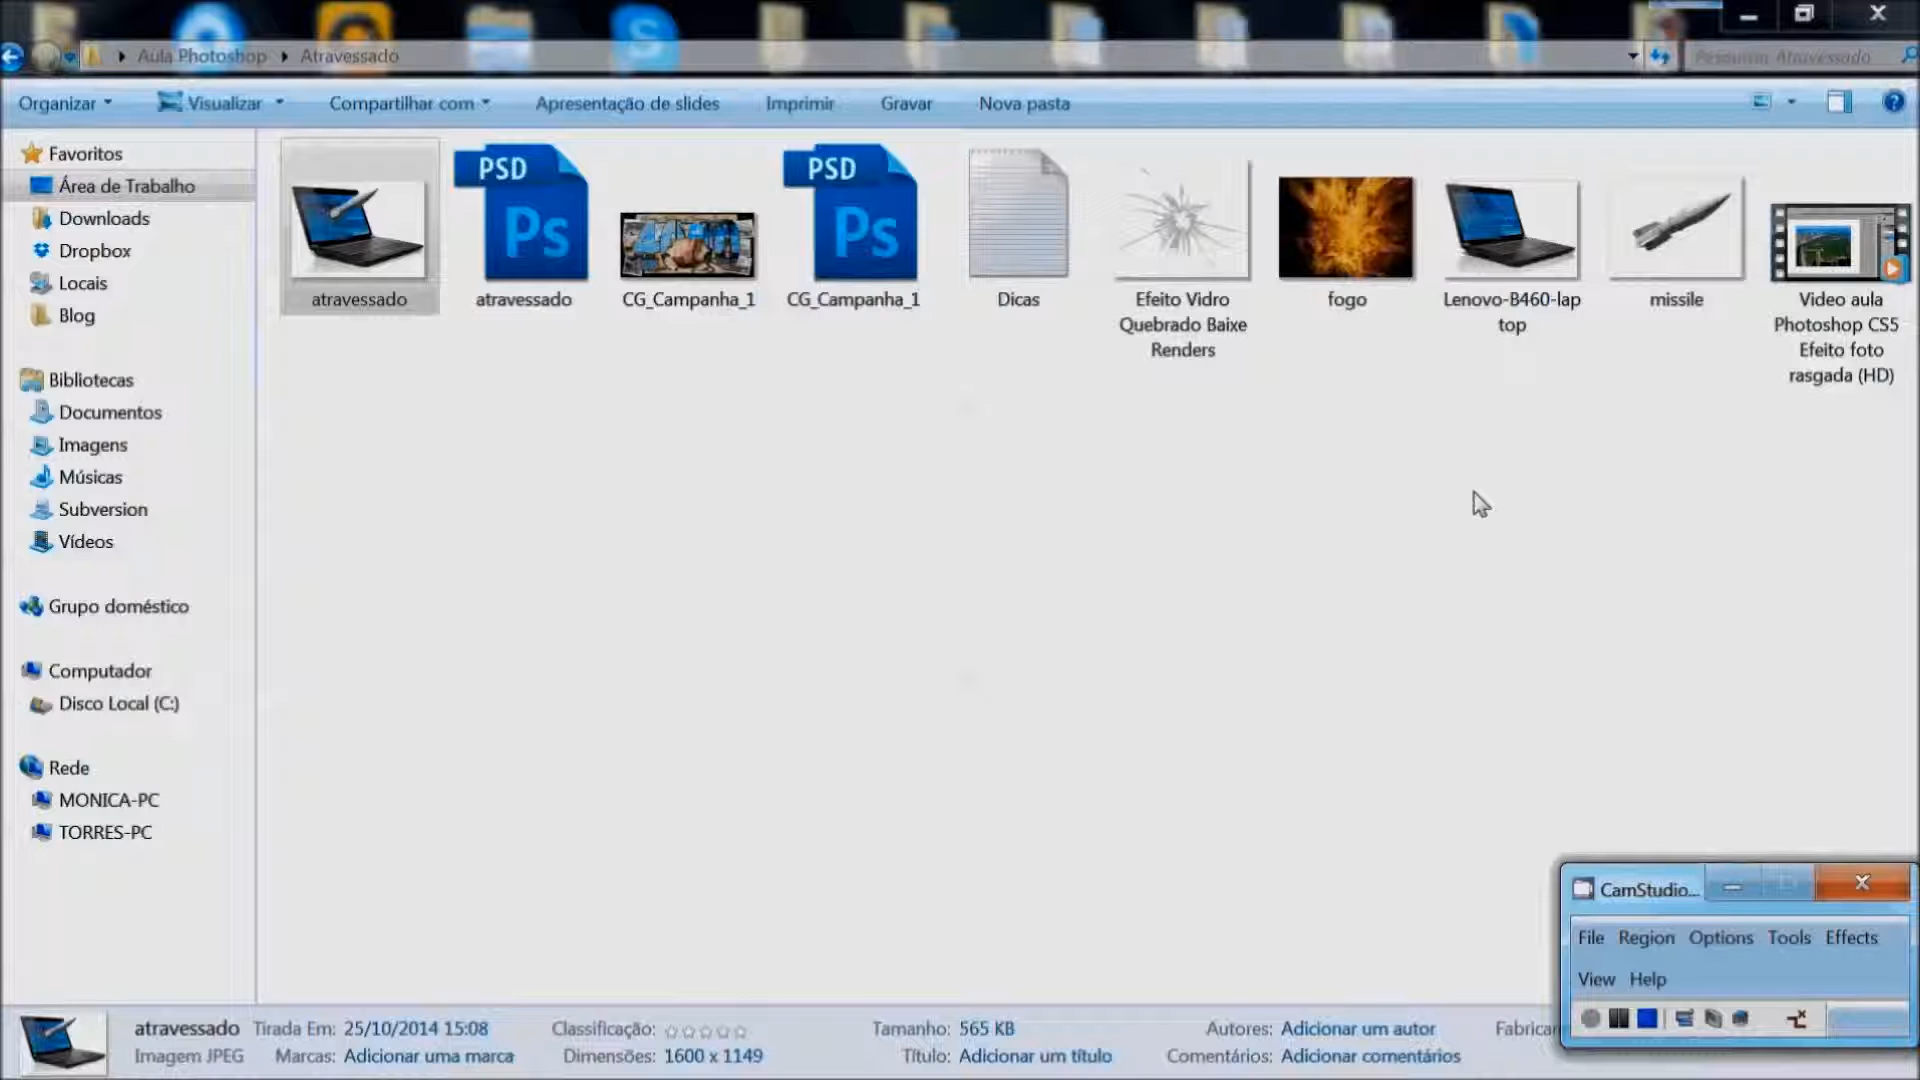 Aula Photoshop Atravessado
Pesquisar Atravessado
Organizar Visualizar Compartilhar com Apresentação de slides Imprimir Gravar Nova pasta
Favoritos
Área de Trabalho
Downloads
Dropbox
Locais
Blog
Bibliotecas
Documentos
Imagens
Músicas
Subversion
Vídeos
Grupo doméstico
Computador
Disco Local (C:)
Rede
MONICA-PC
TORRES-PC
PSD
Ps
PSD
Ps
atravessado
atravessado
CG_Campanha_1
CG_Campanha_1
Dicas
Efeito Vidro
Quebrado Baixe
Renders
fogo
Lenovo-B460-lap
top
missile
Video aula
Photoshop CS5
Efeito foto
rasgada (HD)
CamStudio...
File Region Options Tools Effects
View Help
atravessado Tirada Em: 25/10/2014 15:08 Classificação: Tamanho: 565 KB Autores: Adicionar um autor Fabrican
Imagem JPEG Marcas: Adicionar uma marca Dimensões: 1600 x 1149 Título: Adicionar um título Comentários: Adicionar comentários